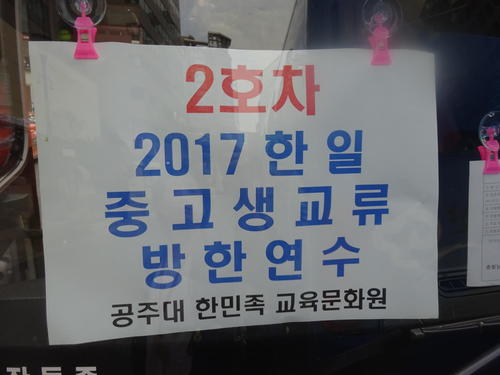 2호차
2017 한 일
중 고 생 교 류
방 한 연 수
공주대 한민족 교육문화원